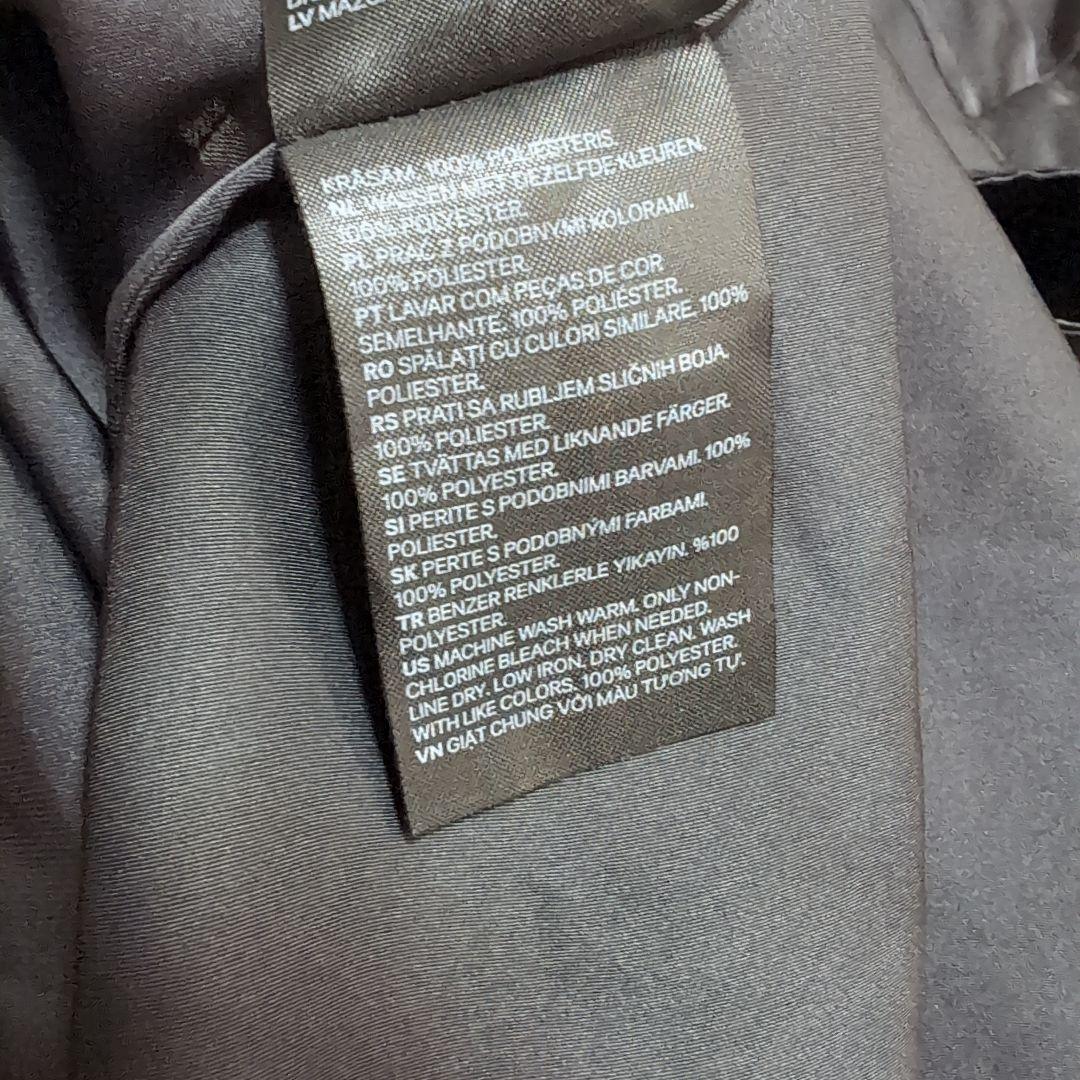 LV MAZG
KRĀSĀM. 100% POLIESTERIS.
NL WASSEN MET DEZELFDE KLEUREN.
100% POLYESTER.
PL PRAĆ Z PODOBNYMI KOLORAMI.
100% POLIESTER.
PT LAVAR COM PEÇAS DE COR
SEMELHANTE. 100% POLIÉSTER.
RO SPĂLAȚI CU CULORI SIMILARE. 100%
POLIESTER.
RS PRATI SA RUBLJEM SLIČNIH BOJA.
100% POLIESTER.
SE TVÄTTAS MED LIKNANDE FÄRGER.
100% POLYESTER.
SI PERITE S PODOBNIMI BARVAMI. 100%
POLIESTER.
SK PERTE S PODOBNÝMI FARBAMI.
100% POLYESTER.
TR BENZER RENKLERLE YIKAYIN. %100
POLYESTER.
US MACHINE WASH WARM. ONLY NON-
CHLORINE BLEACH WHEN NEEDED.
LINE DRY. LOW IRON. DRY CLEAN. WASH
WITH LIKE COLORS. 100% POLYESTER.
VN GIẶT CHUNG VỚI MÀU TƯƠNG TỰ.